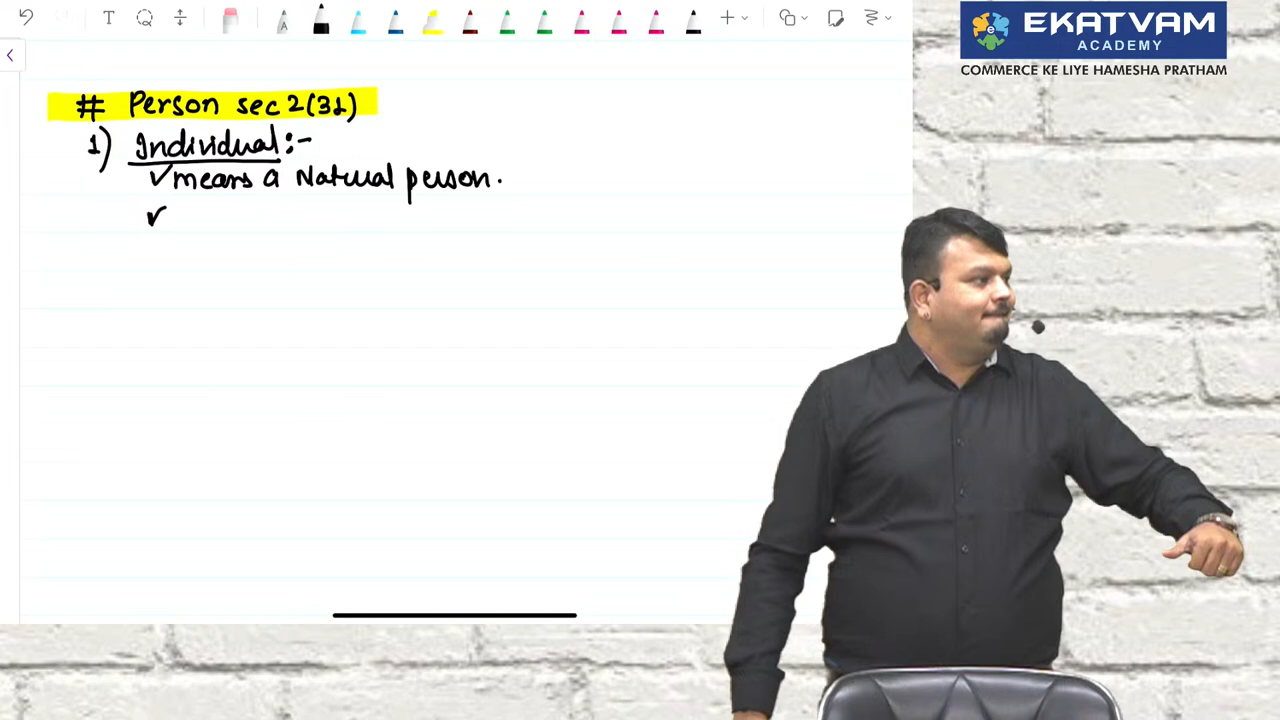 EKATVAM
ACADEMY
COMMERCE KE LIYE HAMESHA PRATHAM
# Person sec 2(31)
1) Individual:-
✓means a Natural person.
✓